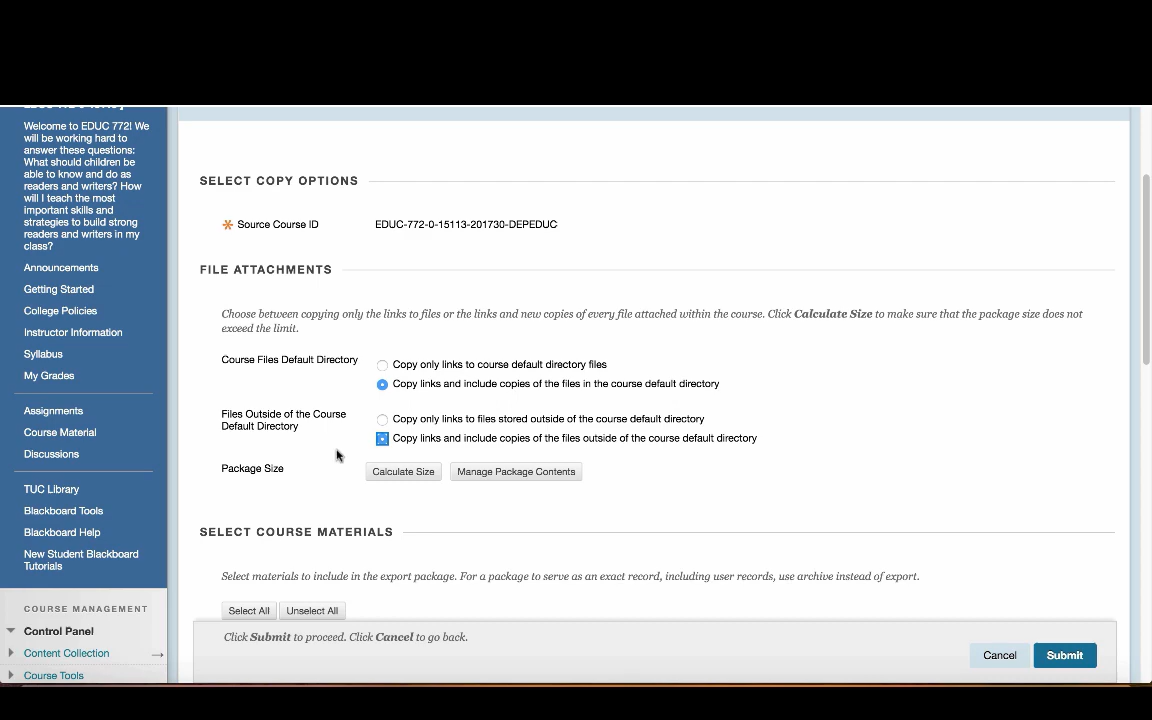 Welcome to EDUC 772! We
will be working hard to
answer these questions:
What should children be
able to know and do as
readers and writers? How
will I teach the most
important skills and
strategies to build strong
readers and writers in my
class?
Announcements
Getting Started
College Policies
Instructor Information
Syllabus
My Grades
Assignments
Course Material
Discussions
TUC Library
Blackboard Tools
Blackboard Help
New Student Blackboard
Tutorials
COURSE MANAGEMENT
Control Panel
Content Collection
Course Tools
SELECT COPY OPTIONS
Source Course ID EDUC-772-0-15113-201730-DEPEDUC
FILE ATTACHMENTS
Choose between copying only the links to files or the links and new copies of every file attached within the course. Click Calculate Size to make sure that the package size does not
exceed the limit.
Course Files Default Directory
Copy only links to course default directory files
Copy links and include copies of the files in the course default directory
Files Outside of the Course
Default Directory
Copy only links to files stored outside of the course default directory
Copy links and include copies of the files outside of the course default directory
Package Size Calculate Size Manage Package Contents
SELECT COURSE MATERIALS
Select materials to include in the export package. For a package to serve as an exact record, including user records, use archive instead of export.
Select All Unselect All
Click Submit to proceed. Click Cancel to go back.
Cancel Submit